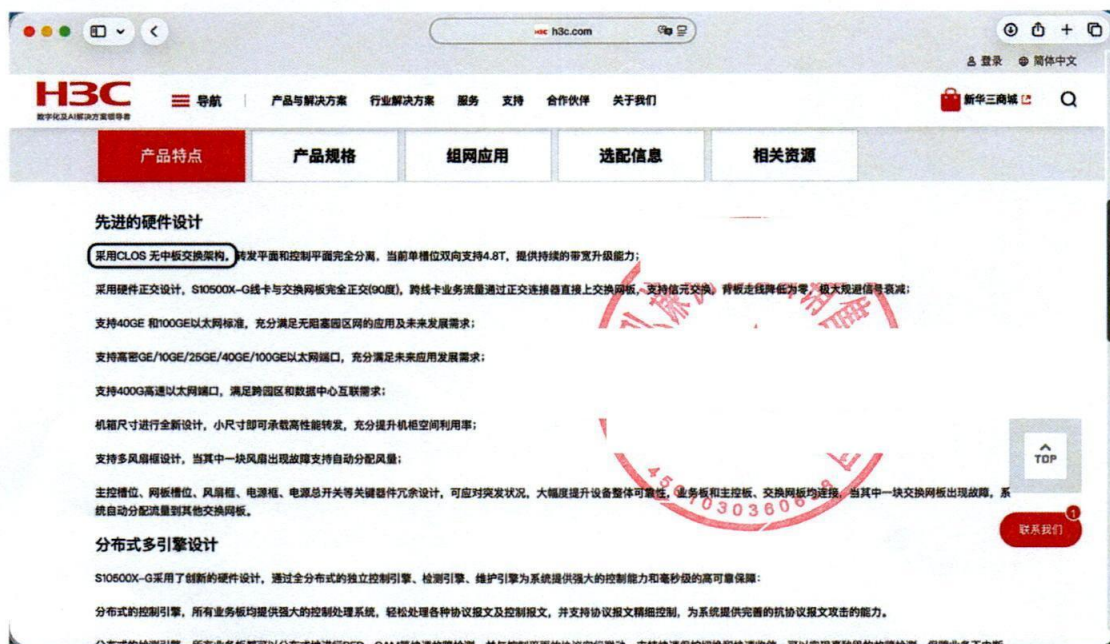 h3c.com
登录 简体中文
H3C
数字化及AI解决方案领导者
导航 产品与解决方案 行业解决方案 服务 支持 合作伙伴 关于我们 新华三商城
产品特点 产品规格 组网应用 选配信息 相关资源
先进的硬件设计
采用CLOS 无中板交换架构，转发平面和控制平面完全分离，当前单槽位双向支持4.8T，提供持续的带宽升级能力；
采用硬件正交设计，S10500X-G线卡与交换网板完全正交(90度)，跨线卡业务流量通过正交连接器直接上交换网板，支持信元交换，背板走线降低为零，极大规避信号衰减；
支持40GE 和100GE以太网标准，充分满足无阻塞园区网的应用及未来发展需求；
支持高密GE/10GE/25GE/40GE/100GE以太网端口，充分满足未来应用发展需求；
支持400G高速以太网端口，满足跨园区和数据中心互联需求；
机箱尺寸进行全新设计，小尺寸即可承载高性能转发，充分提升机柜空间利用率；
支持多风扇框设计，当其中一块风扇出现故障支持自动分配风量；
TOP
主控槽位、网板槽位、风扇框、电源框、电源总开关等关键器件冗余设计，可应对突发状况，大幅度提升设备整体可靠性，业务板和主控板、交换网板均连接，当其中一块交换网板出现故障，系
统自动分配流量到其他交换网板。
1
联系我们
分布式多引擎设计
S10500X-G采用了创新的硬件设计，通过全分布式的独立控制引擎、检测引擎、维护引擎为系统提供强大的控制能力和毫秒级的高可靠保障：
分布式的控制引擎，所有业务板均提供强大的控制处理系统，轻松处理各种协议报文及控制报文，并支持协议报文精细控制，为系统提供完善的抗协议报文攻击的能力。